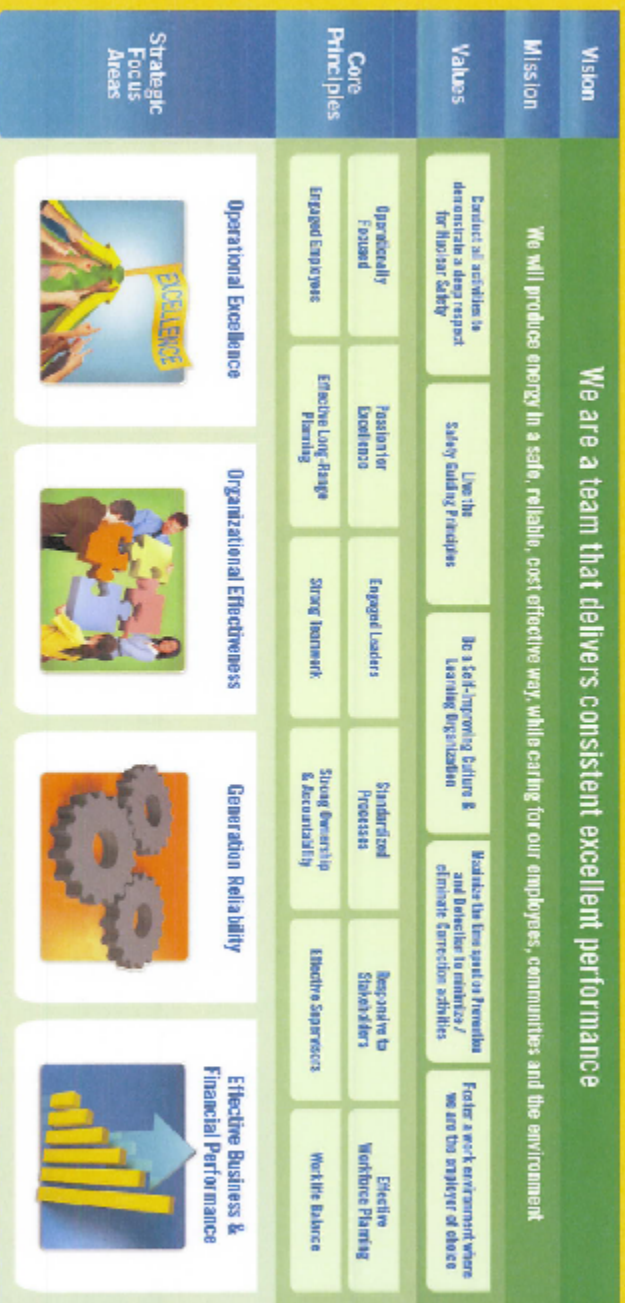 Vision
We are a team that delivers consistent excellent performance
Mission
We will produce energy in a safe, reliable, cost effective way, while caring for our employees, communities and the environment
Values
Conduct all activities to
demonstrate a deep respect
for Nuclear Safety
Live the
Safety Guiding Principles
Be a Self-Improving Culture &
Learning Organization
Maximize the time spent on Prevention
and Detection to minimize /
eliminate Correction activities
Foster a work environment where
we are the employer of choice
Core
Principles
Operationally
Focused
Passion for
Excellence
Engaged Leaders
Standardized
Processes
Responsive to
Stakeholders
Effective
Workforce Planning
Engaged Employees
Effective Long-Range
Planning
Strong Teamwork
Strong Ownership
& Accountability
Effective Supervisors
Worklife Balance
Strategic
Focus
Areas
Operational Excellence
EXCELLENCE
Organizational Effectiveness
Generation Reliability
Effective Business &
Financial Performance